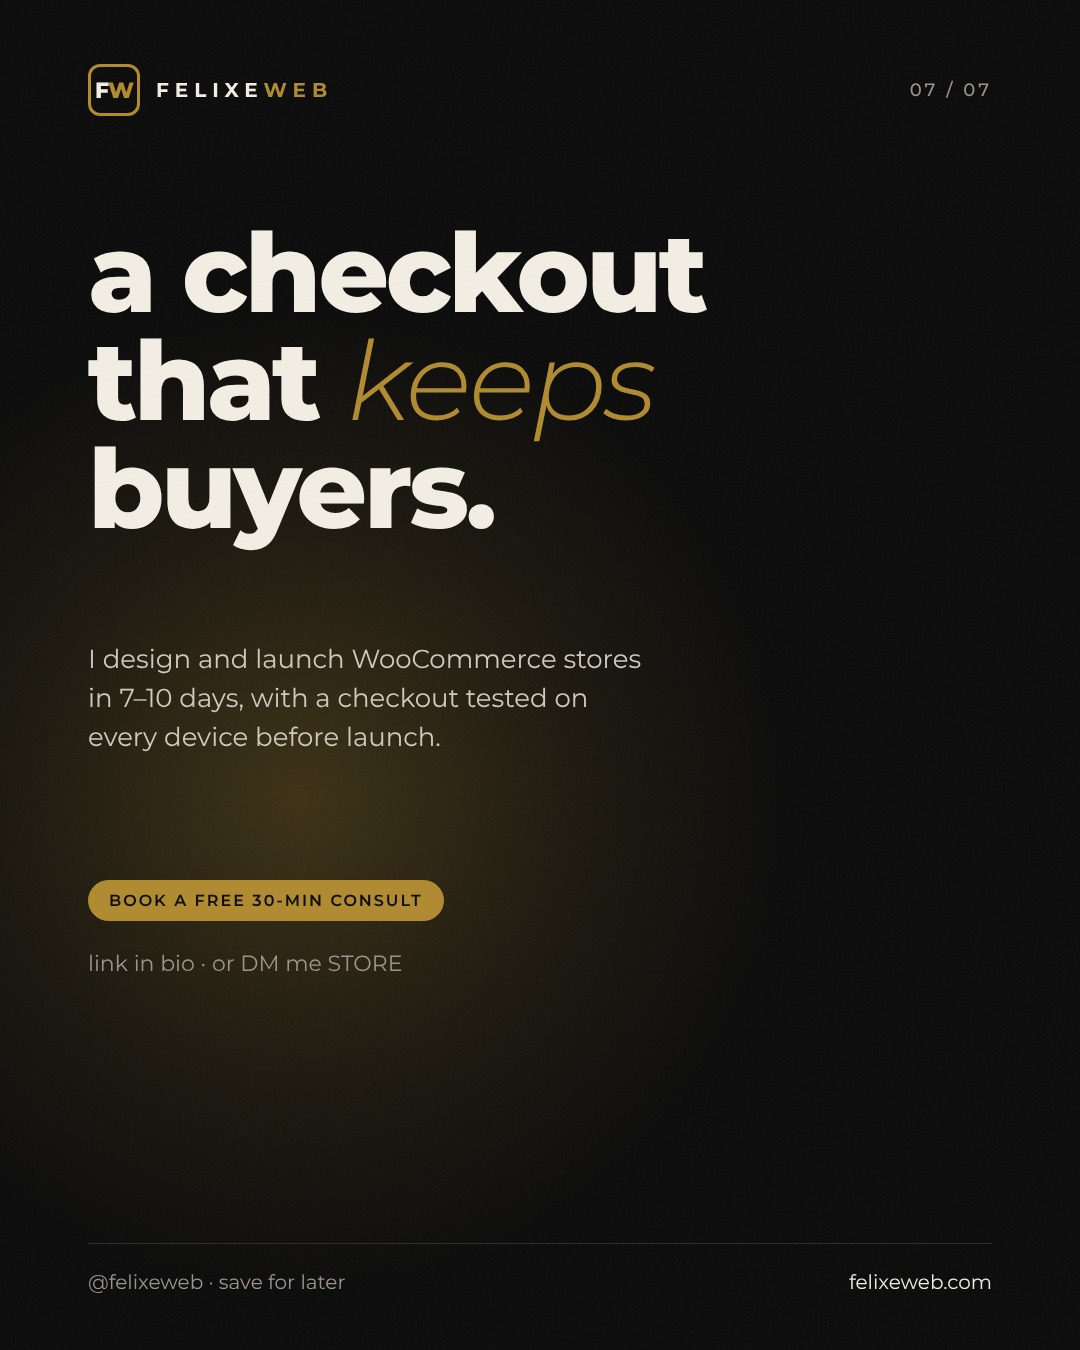 FW FELIXEWEB
07 / 07
a checkout
that keeps
buyers.
I design and launch WooCommerce stores
in 7–10 days, with a checkout tested on
every device before launch.
BOOK A FREE 30-MIN CONSULT
link in bio · or DM me STORE
@felixeweb · save for later
felixeweb.com